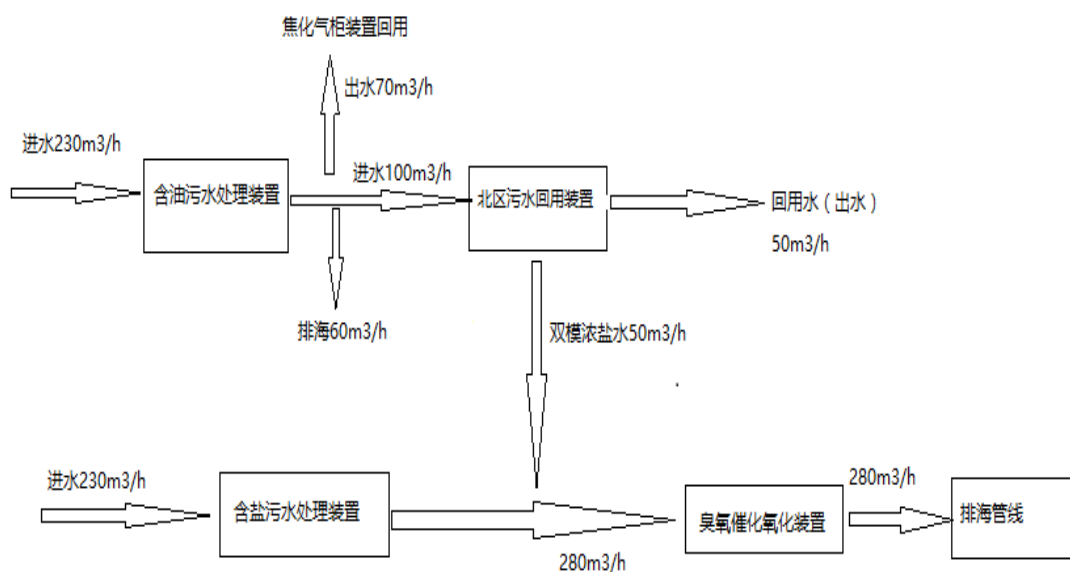 焦化气柜装置回用
出水70m3/h
进水230m3/h
含油污水处理装置
进水100m3/h
北区污水回用装置
回用水（出水）
50m3/h
排海60m3/h
双模浓盐水50m3/h
进水230m3/h
含盐污水处理装置
280m3/h
臭氧催化氧化装置
280m3/h
排海管线